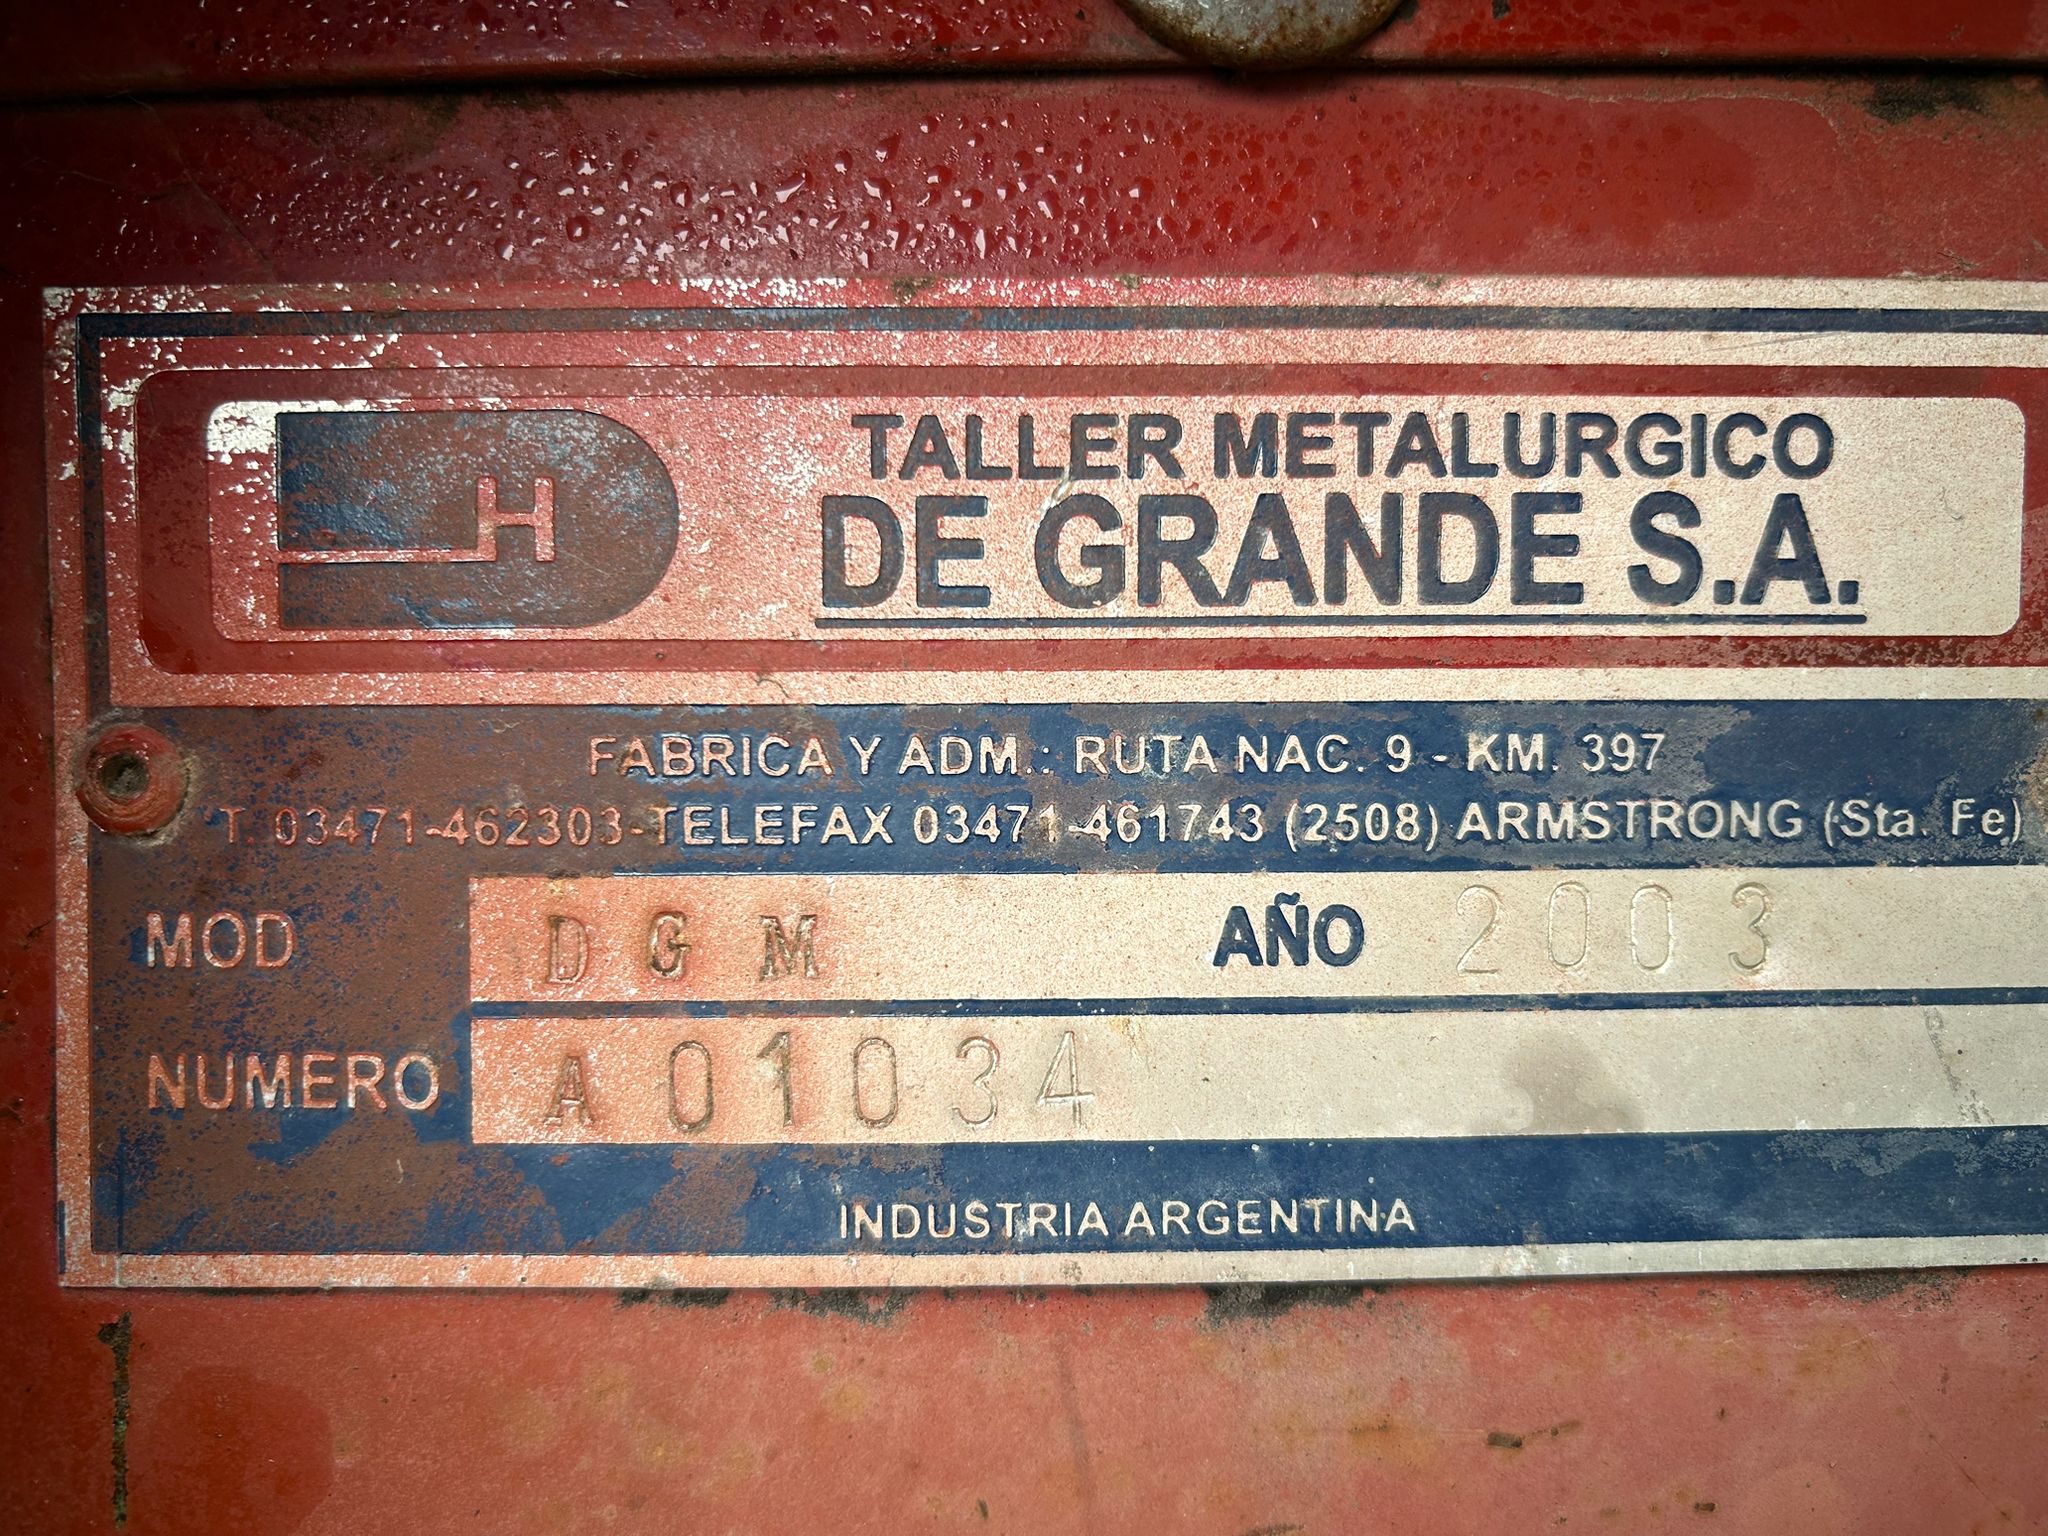 H
TALLER METALURGICO
DE GRANDE S.A.
FABRICA Y ADM.: RUTA NAC. 9 - KM. 397
T. 03471-462303-TELEFAX 03471-461743 (2508) ARMSTRONG (Sta. Fe)
MOD DGM AÑO 2003
NUMERO A01034
INDUSTRIA ARGENTINA